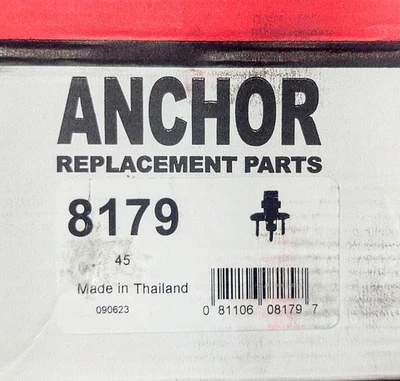 ANCHOR
REPLACEMENT PARTS
8179
45
Made in Thailand
090623
0 81106 08179 7